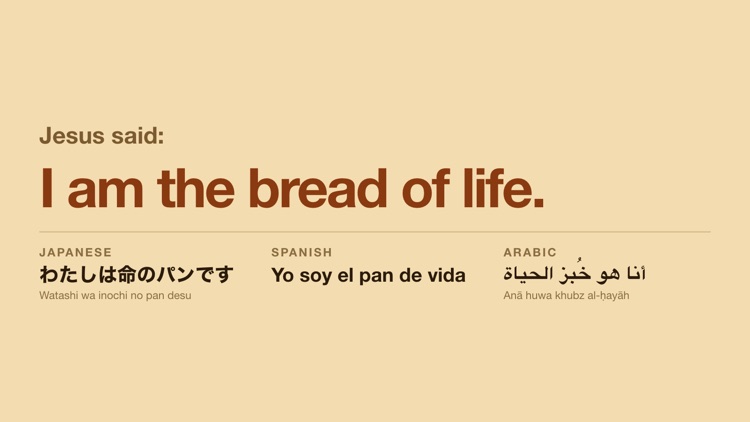 Jesus said:
I am the bread of life.
JAPANESE
わたしは命のパンです
Watashi wa inochi no pan desu
SPANISH
Yo soy el pan de vida
ARABIC
أنا هو خُبز الحياة
Anā huwa khubz al-ḥayāh